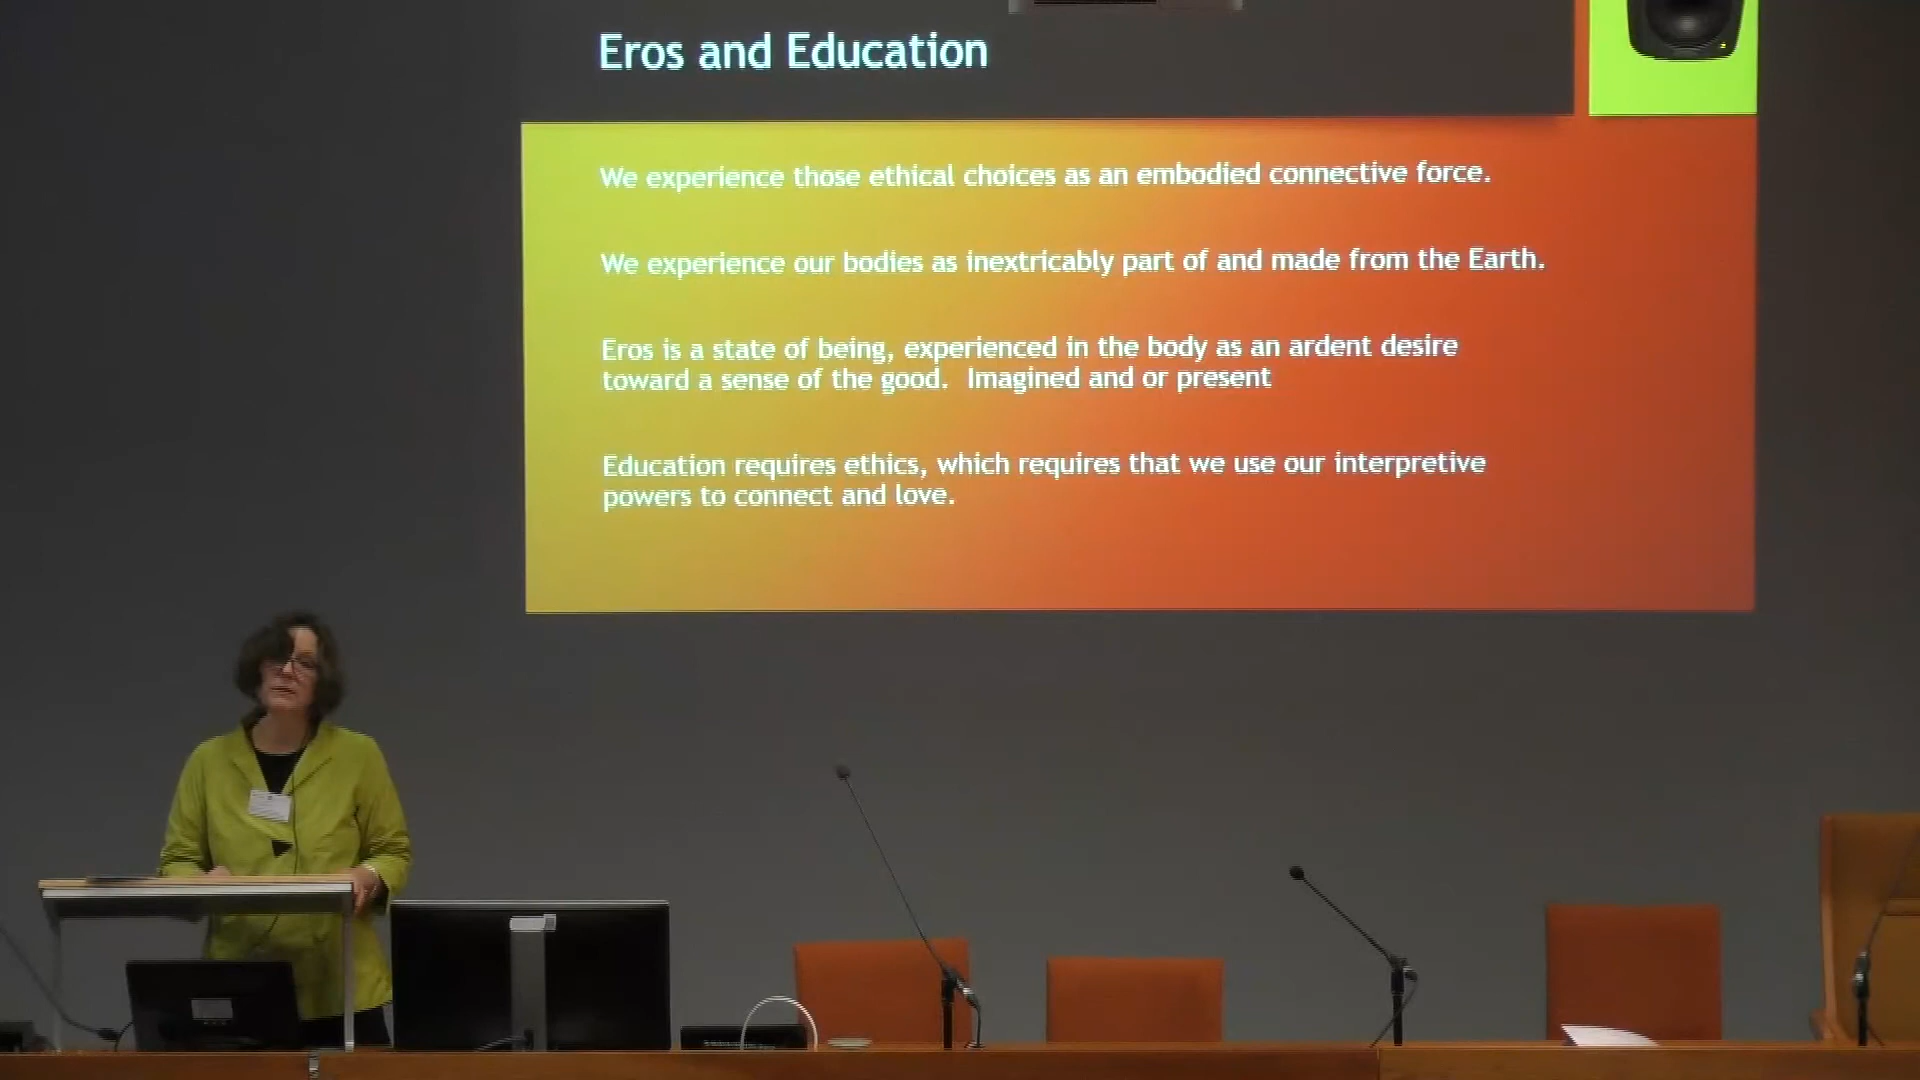 Eros and Education
We experience those ethical choices as an embodied connective force.
We experience our bodies as inextricably part of and made from the Earth.
Eros is a state of being, experienced in the body as an ardent desire
toward a sense of the good.  Imagined and or present
Education requires ethics, which requires that we use our interpretive
powers to connect and love.